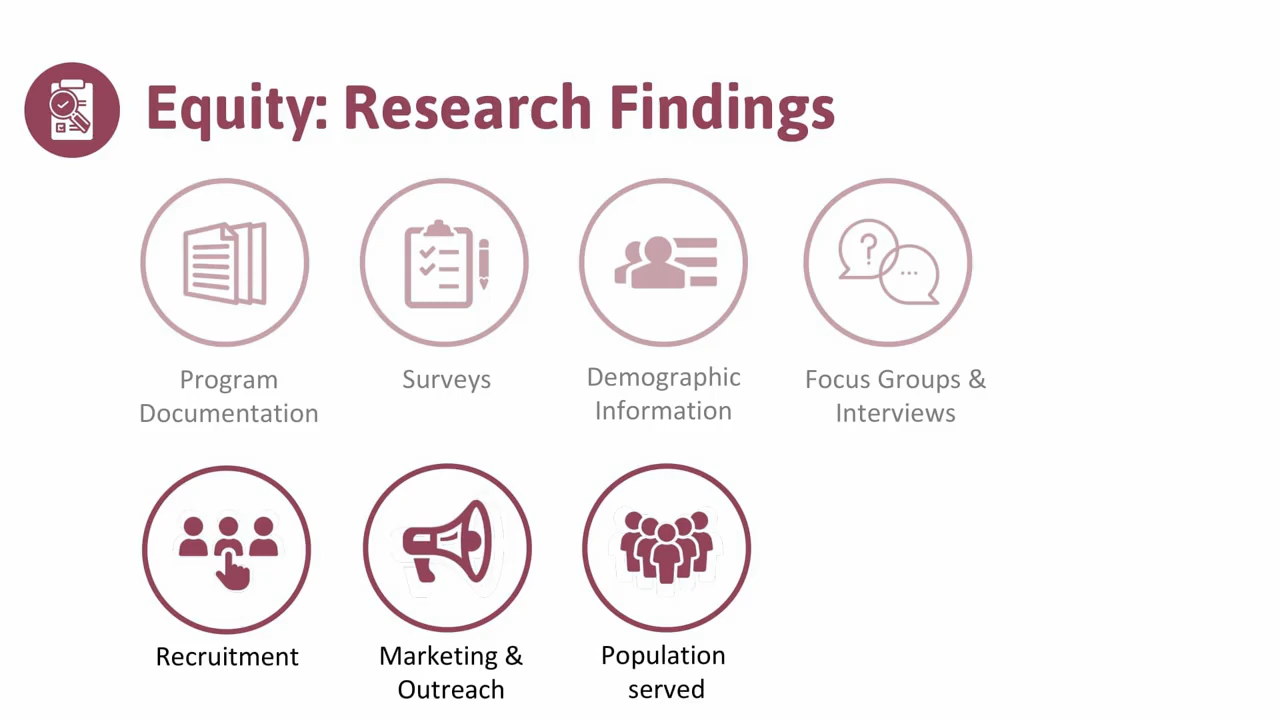 Equity: Research Findings
Program
Documentation
Surveys
Demographic
Information
Focus Groups &
Interviews
Recruitment
Marketing &
Outreach
Population
served